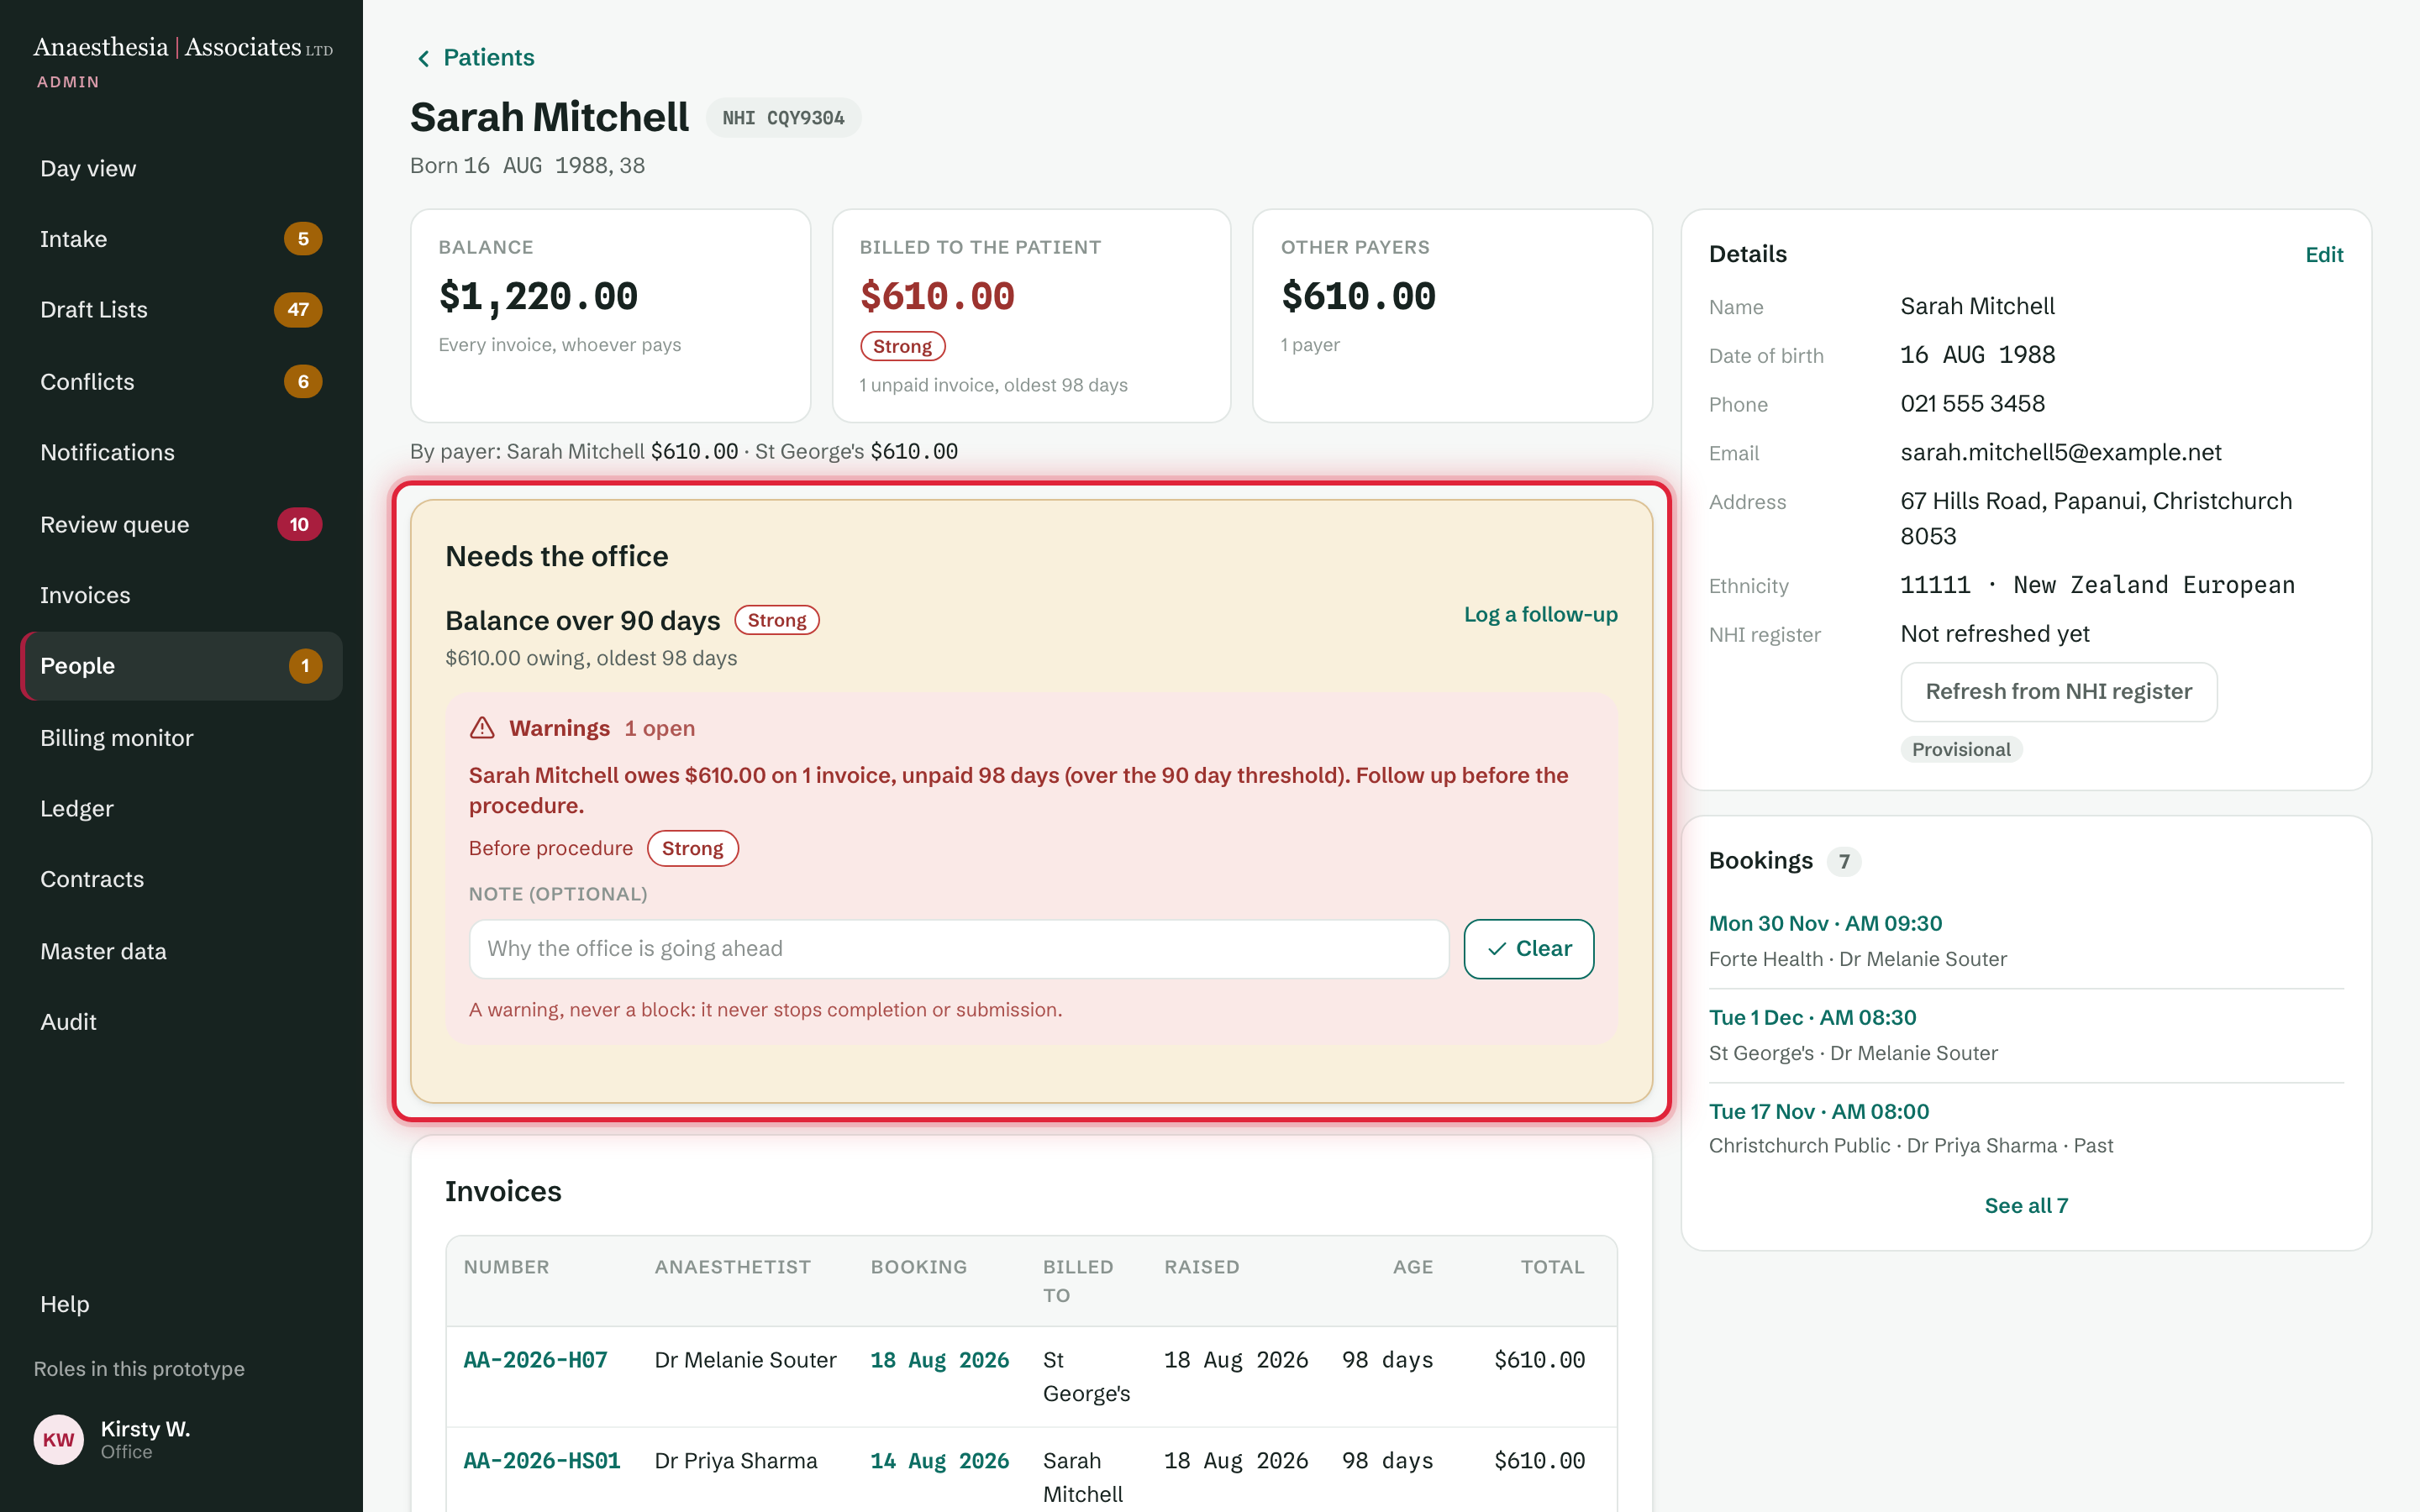 Anaesthesia | Associates LTD
ADMIN
Day view
Intake 5
Draft Lists 47
Conflicts 6
Notifications
Review queue 10
Invoices
People 1
Billing monitor
Ledger
Contracts
Master data
Audit
Help
Roles in this prototype
KW
Kirsty W.
Office
Patients
Sarah Mitchell NHI CQY9304
Born 16 AUG 1988, 38
BALANCE
$1,220.00
Every invoice, whoever pays
BILLED TO THE PATIENT
$610.00
Strong
1 unpaid invoice, oldest 98 days
OTHER PAYERS
$610.00
1 payer
By payer: Sarah Mitchell $610.00 · St George's $610.00
Needs the office
Balance over 90 days Strong
Log a follow-up
$610.00 owing, oldest 98 days
Warnings 1 open
Sarah Mitchell owes $610.00 on 1 invoice, unpaid 98 days (over the 90 day threshold). Follow up before the
procedure.
Before procedure Strong
NOTE (OPTIONAL)
Why the office is going ahead
Clear
A warning, never a block: it never stops completion or submission.
Invoices
NUMBER ANAESTHETIST BOOKING BILLED TO RAISED AGE TOTAL
AA-2026-H07 Dr Melanie Souter 18 Aug 2026 St George's 18 Aug 2026 98 days $610.00
AA-2026-HS01 Dr Priya Sharma 14 Aug 2026 Sarah Mitchell 18 Aug 2026 98 days $610.00
Details Edit
Name Sarah Mitchell
Date of birth 16 AUG 1988
Phone 021 555 3458
Email sarah.mitchell5@example.net
Address 67 Hills Road, Papanui, Christchurch
8053
Ethnicity 11111 · New Zealand European
NHI register Not refreshed yet
Refresh from NHI register
Provisional
Bookings 7
Mon 30 Nov · AM 09:30
Forte Health · Dr Melanie Souter
Tue 1 Dec · AM 08:30
St George's · Dr Melanie Souter
Tue 17 Nov · AM 08:00
Christchurch Public · Dr Priya Sharma · Past
See all 7